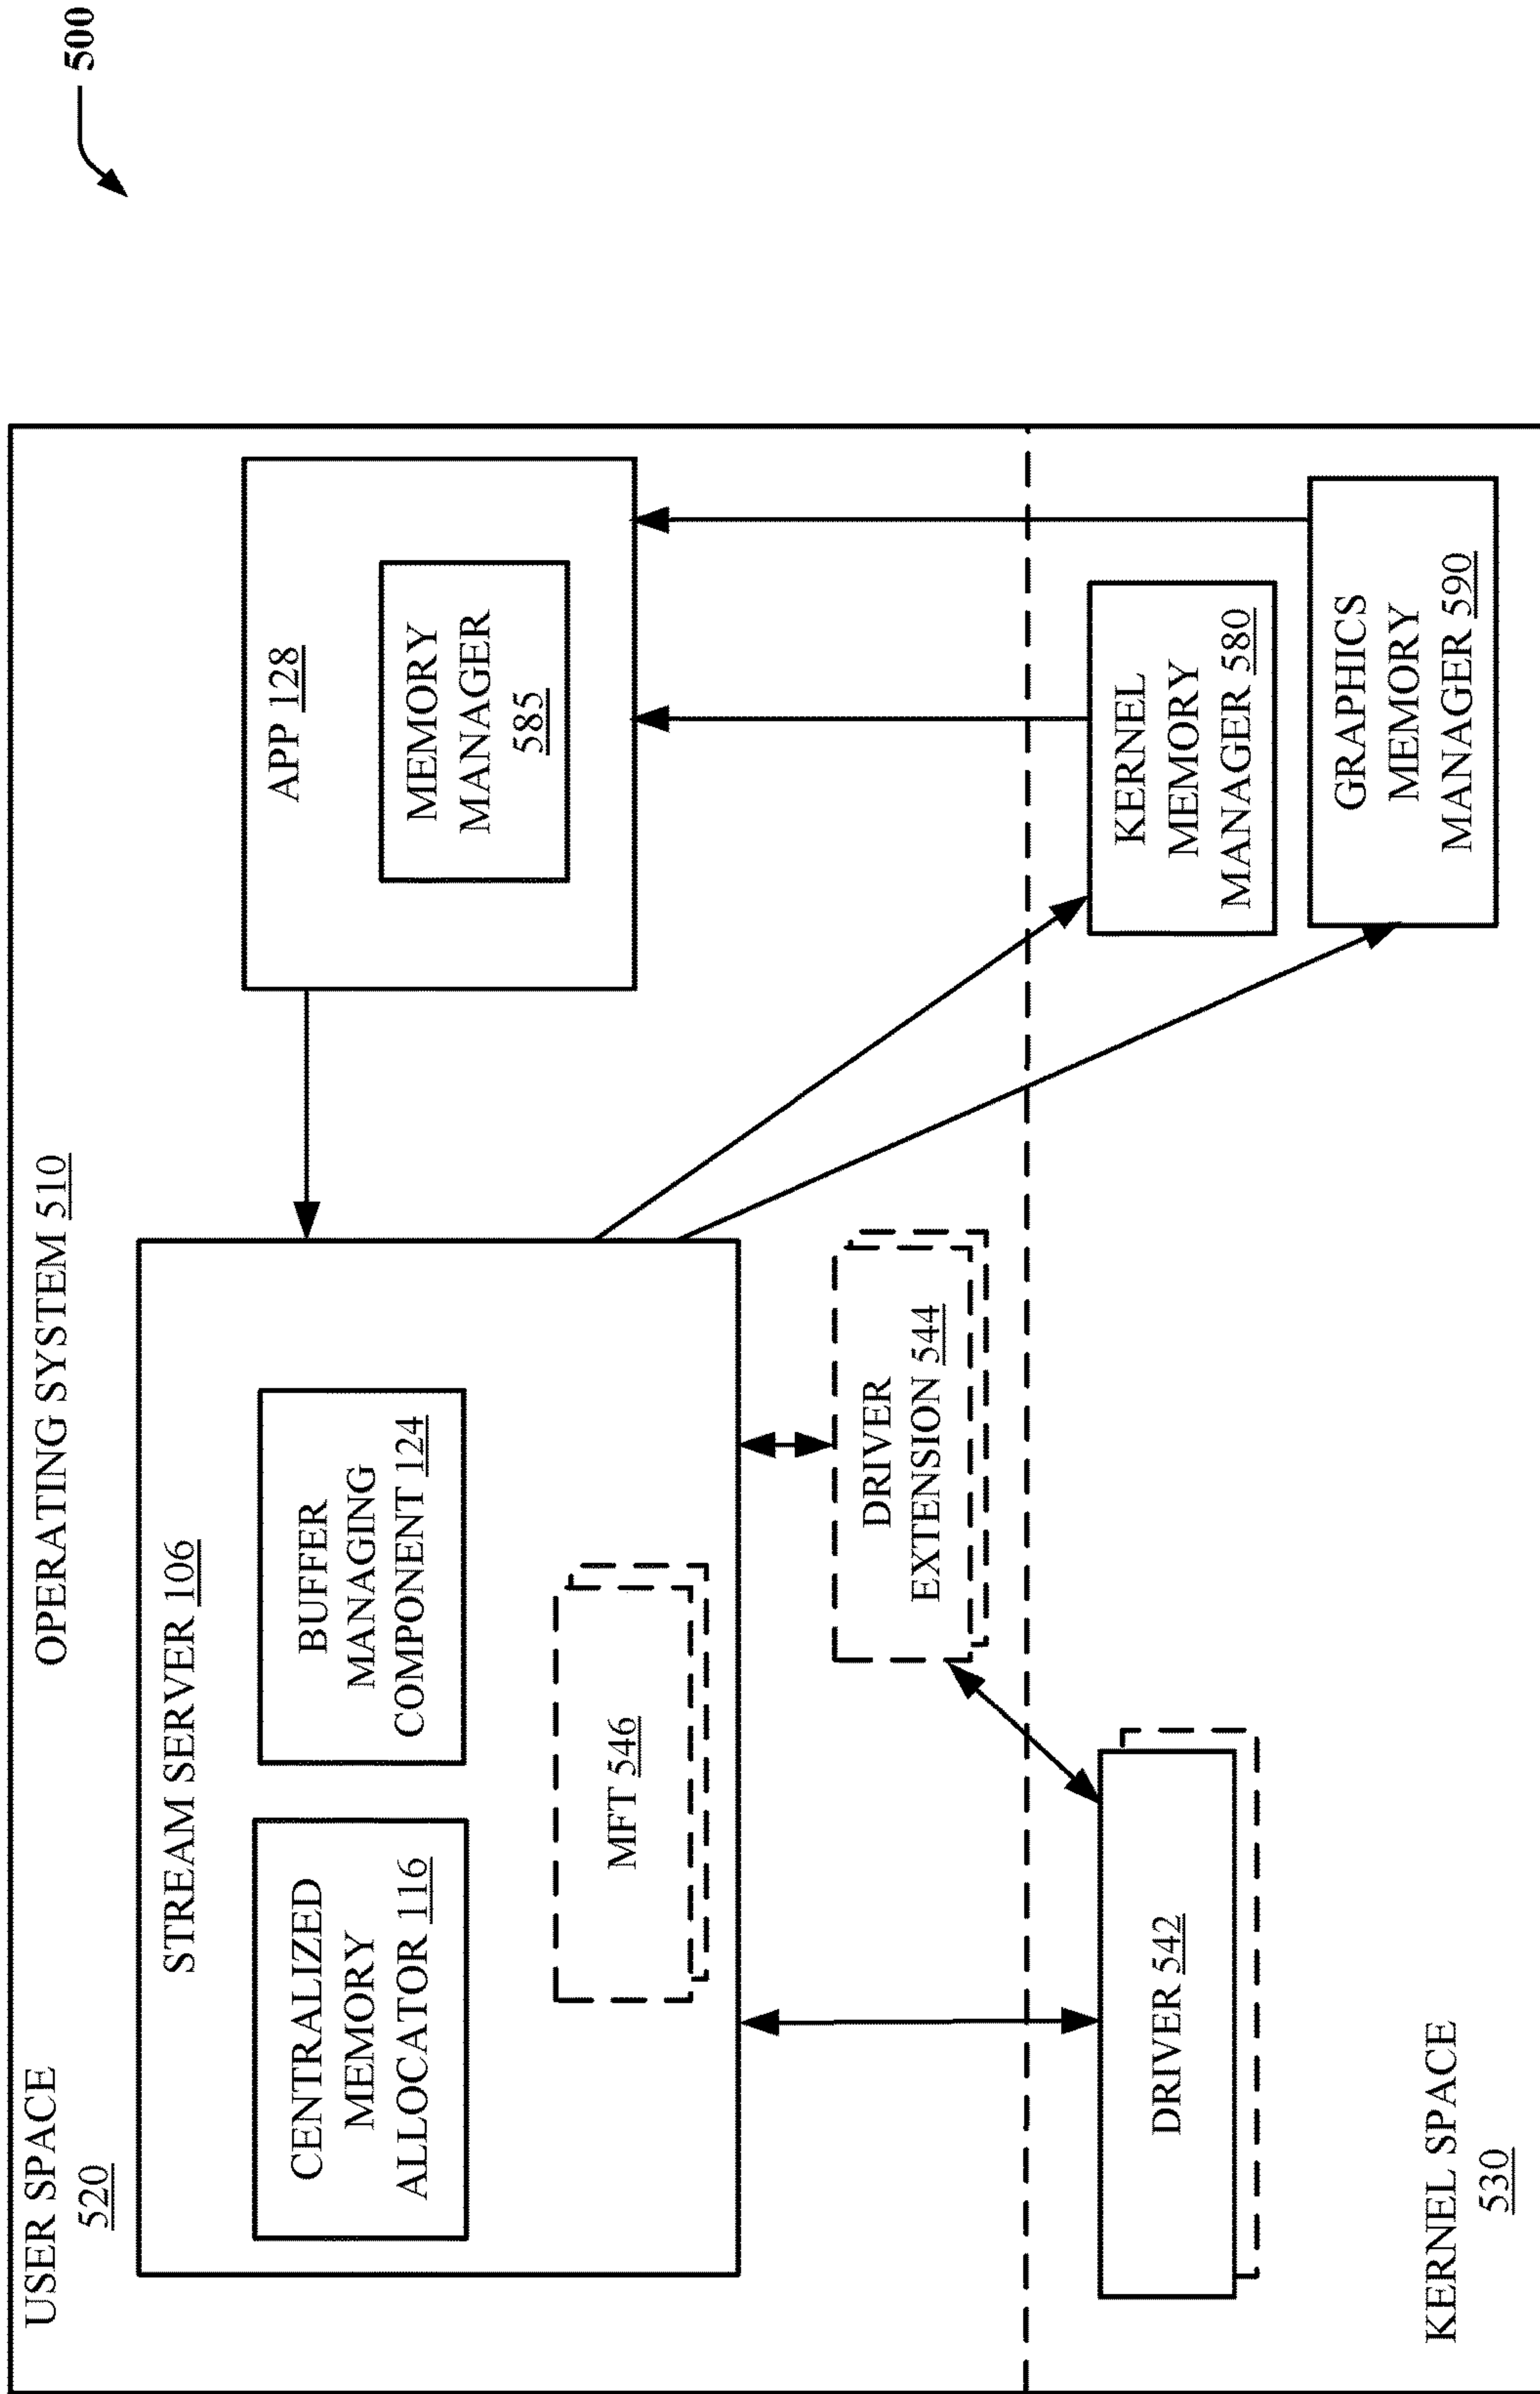 500
OPERATING SYSTEM 510
USER SPACE
520
STREAM SERVER 106
CENTRALIZED
MEMORY
ALLOCATOR 116
BUFFER
MANAGING
COMPONENT 124
MFT 546
APP 128
MEMORY
MANAGER
585
DRIVER
EXTENSION 544
DRIVER 542
KERNEL
MEMORY
MANAGER 580
GRAPHICS
MEMORY
MANAGER 590
KERNEL SPACE
530